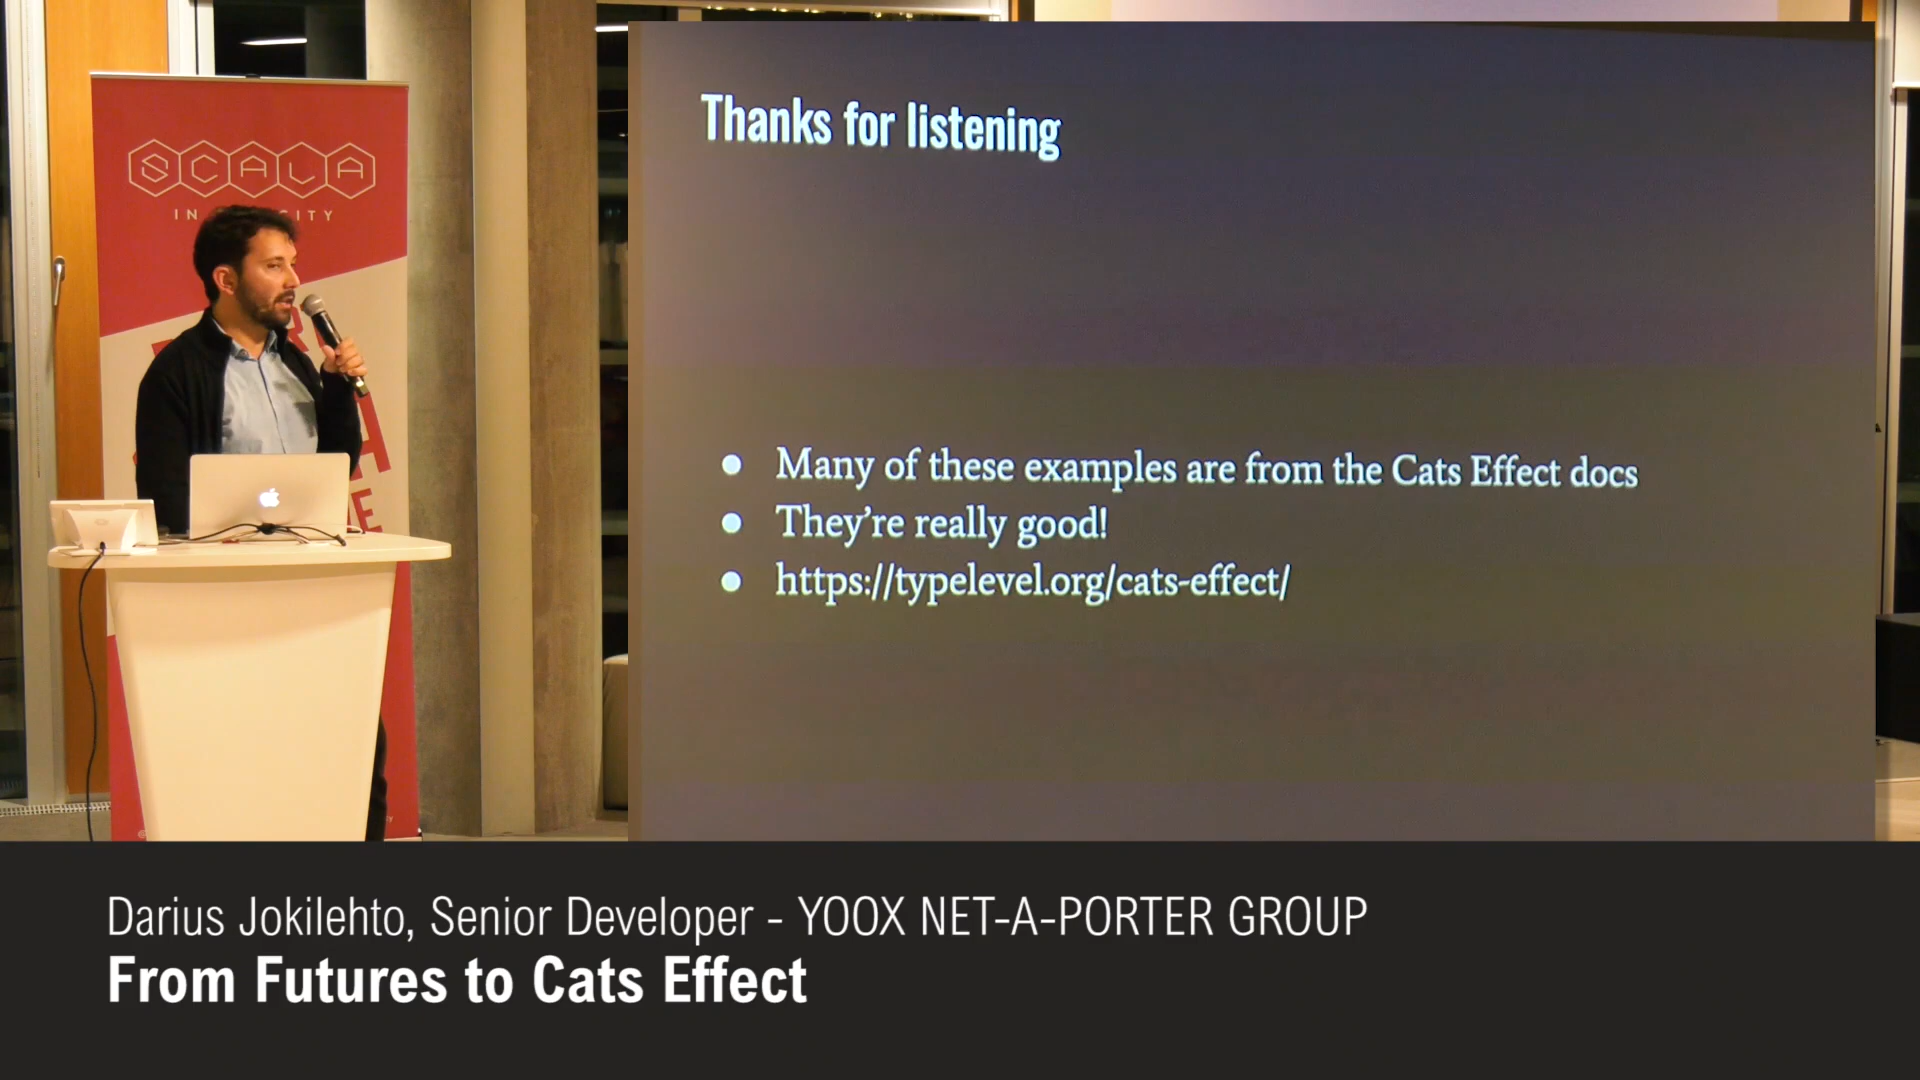 SCALA
IN CITY
Thanks for listening
• Many of these examples are from the Cats Effect docs
• They're really good!
• https://typelevel.org/cats-effect/
Darius Jokilehto, Senior Developer - YOOX NET-A-PORTER GROUP
From Futures to Cats Effect